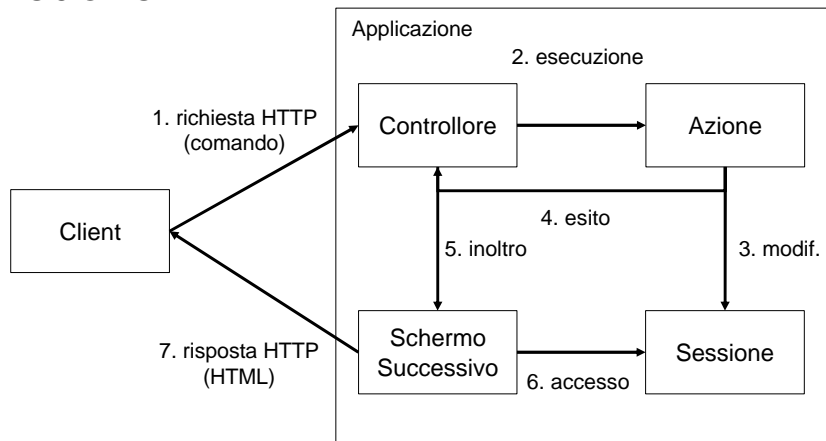 Applicazione
2. esecuzione
1. richiesta HTTP
(comando)
Controllore
Azione
Client
4. esito
5. inoltro
3. modif.
7. risposta HTTP
(HTML)
Schermo
Successivo
Sessione
6. accesso